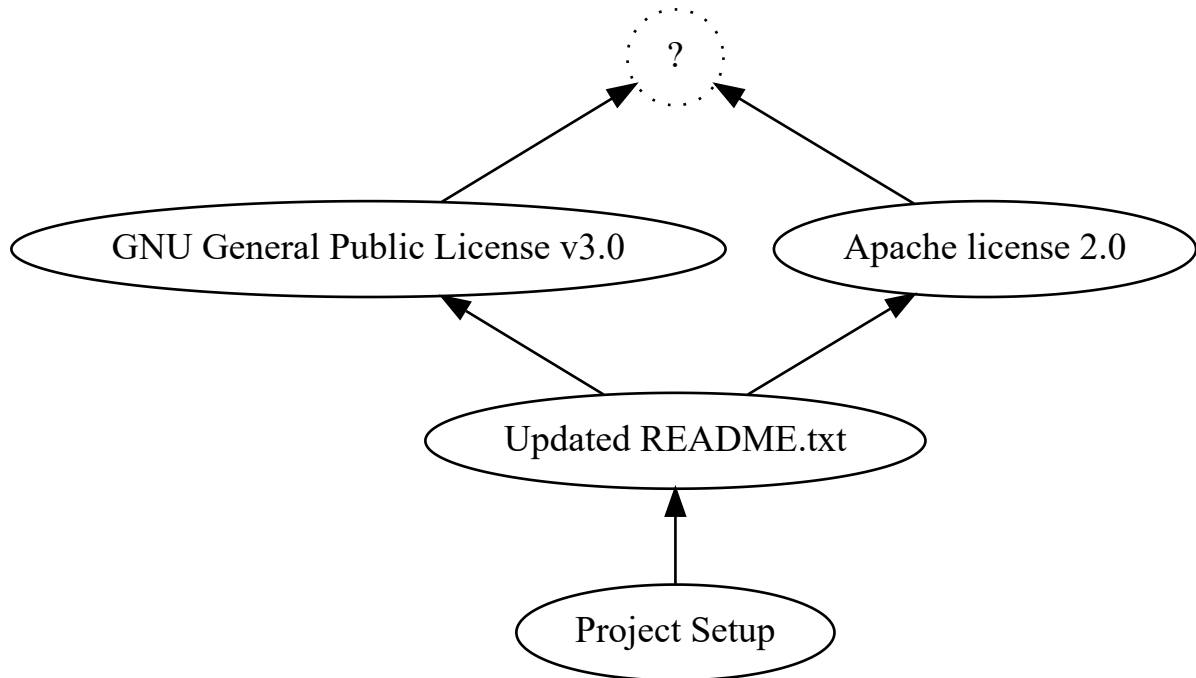 ?
GNU General Public License v3.0
Apache license 2.0
Updated README.txt
Project Setup